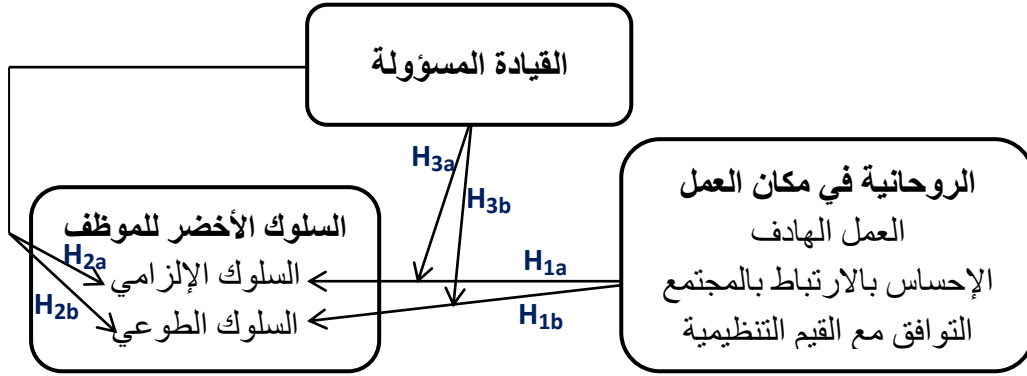 القيادة المسؤولة
H3a
H3b
الروحانية في مكان العمل
العمل الهادف
الإحساس بالارتباط بالمجتمع
التوافق مع القيم التنظيمية
H1a
H1b
السلوك الأخضر للموظف
السلوك الإلزامي
السلوك الطوعي
H2a
H2b